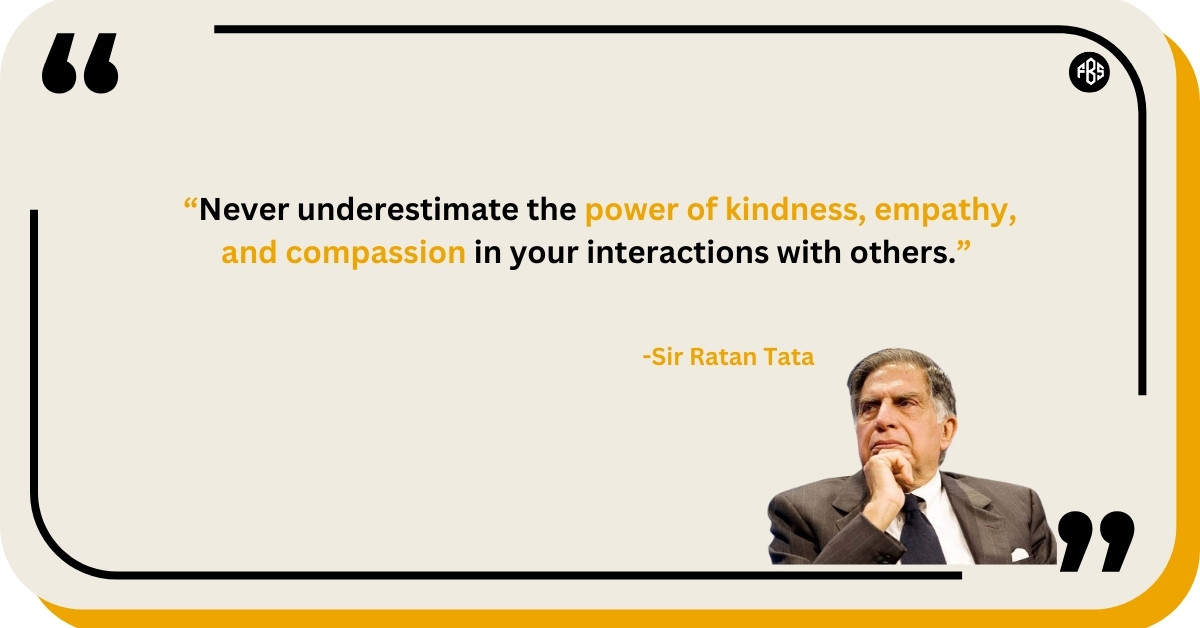 FBS
“Never underestimate the power of kindness, empathy,
and compassion in your interactions with others.”
-Sir Ratan Tata